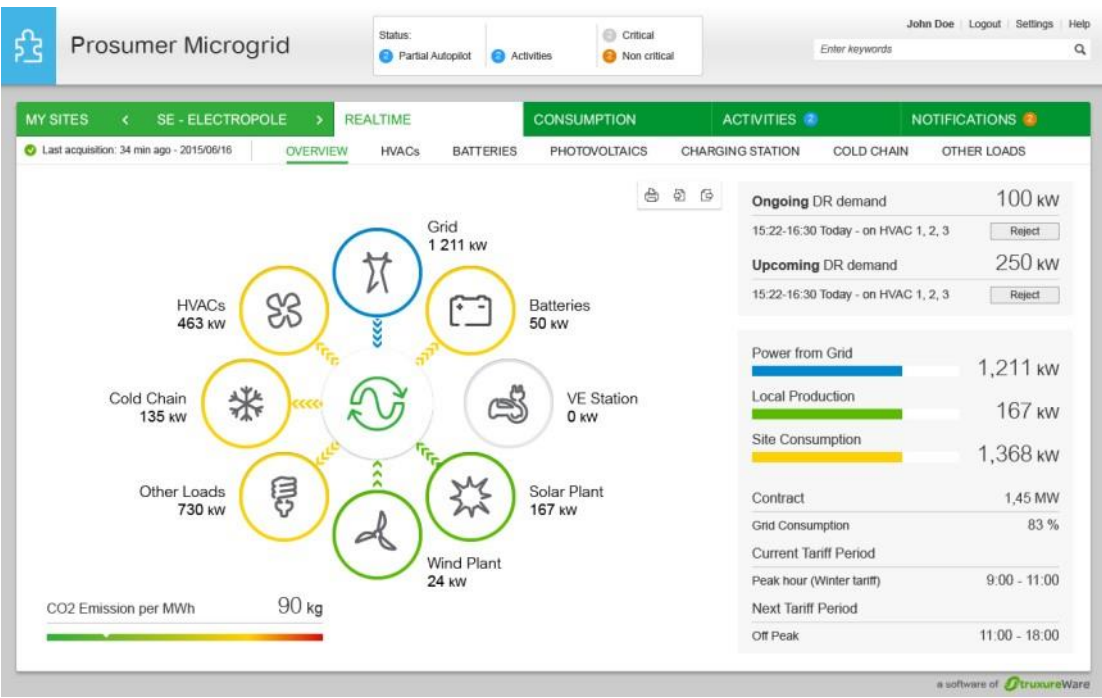 John Doe Logout Settings Help
Prosumer Microgrid
Status:
2 Partial Autopilot
2 Activities
Critical
2 Non critical
Enter keywords
MY SITES < SE - ELECTROPOLE > REALTIME CONSUMPTION ACTIVITIES 2 NOTIFICATIONS 2
Last acquisition: 34 min ago - 2015/06/16 OVERVIEW HVACs BATTERIES PHOTOVOLTAICS CHARGING STATION COLD CHAIN OTHER LOADS
Grid
1 211 kW
HVACs
463 kW
Batteries
50 kW
Cold Chain
135 kW
VE Station
0 kW
Other Loads
730 kW
Solar Plant
167 kW
Wind Plant
24 kW
CO2 Emission per MWh 90 kg
Ongoing DR demand 100 kW
15:22-16:30 Today - on HVAC 1, 2, 3 Reject
Upcoming DR demand 250 kW
15:22-16:30 Today - on HVAC 1, 2, 3 Reject
Power from Grid
1,211 kW
Local Production
167 kW
Site Consumption
1,368 kW
Contract 1,45 MW
Grid Consumption 83 %
Current Tariff Period
Peak hour (Winter tariff) 9:00 - 11:00
Next Tariff Period
Off Peak 11:00 - 18:00
a software of StruxureWare